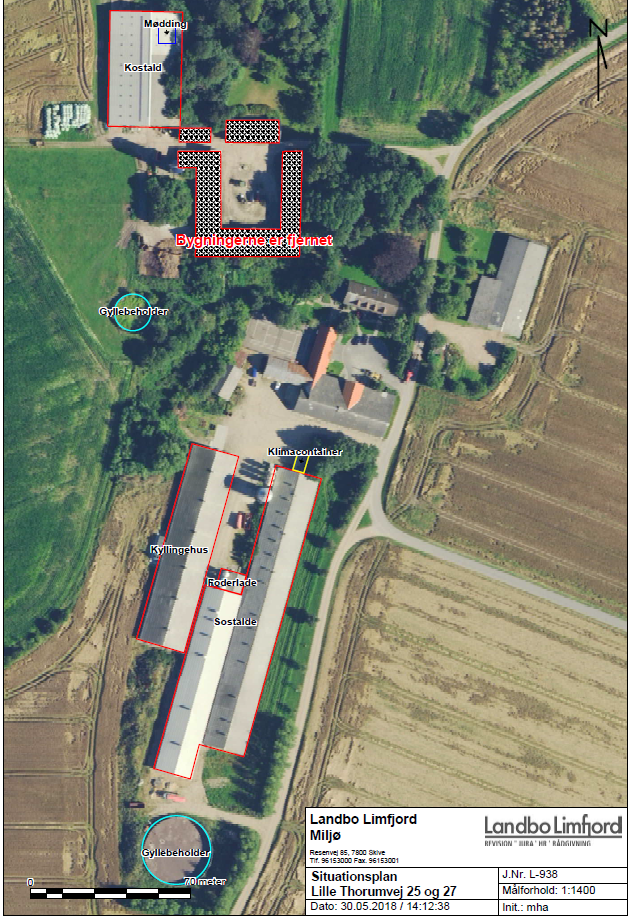 Mødding
N
Kostald
Bygningerne er fjernet
Gyllebeholder
Klimacontainer
Kyllingehus
Foderlade
Sostalde
Gyllebeholder
0
70 meter
Landbo Limfjord
Miljø
Resenvej 85, 7800 Skive
Tlf. 96153000 Fax. 96153001
Landbo Limfjord
REVISION * JURA * HR * RÅDGIVNING
Situationsplan
Lille Thorumvej 25 og 27
Dato: 30.05.2018 / 14:12:38
J.Nr. L-938
Målforhold: 1:1400
Init.: mha